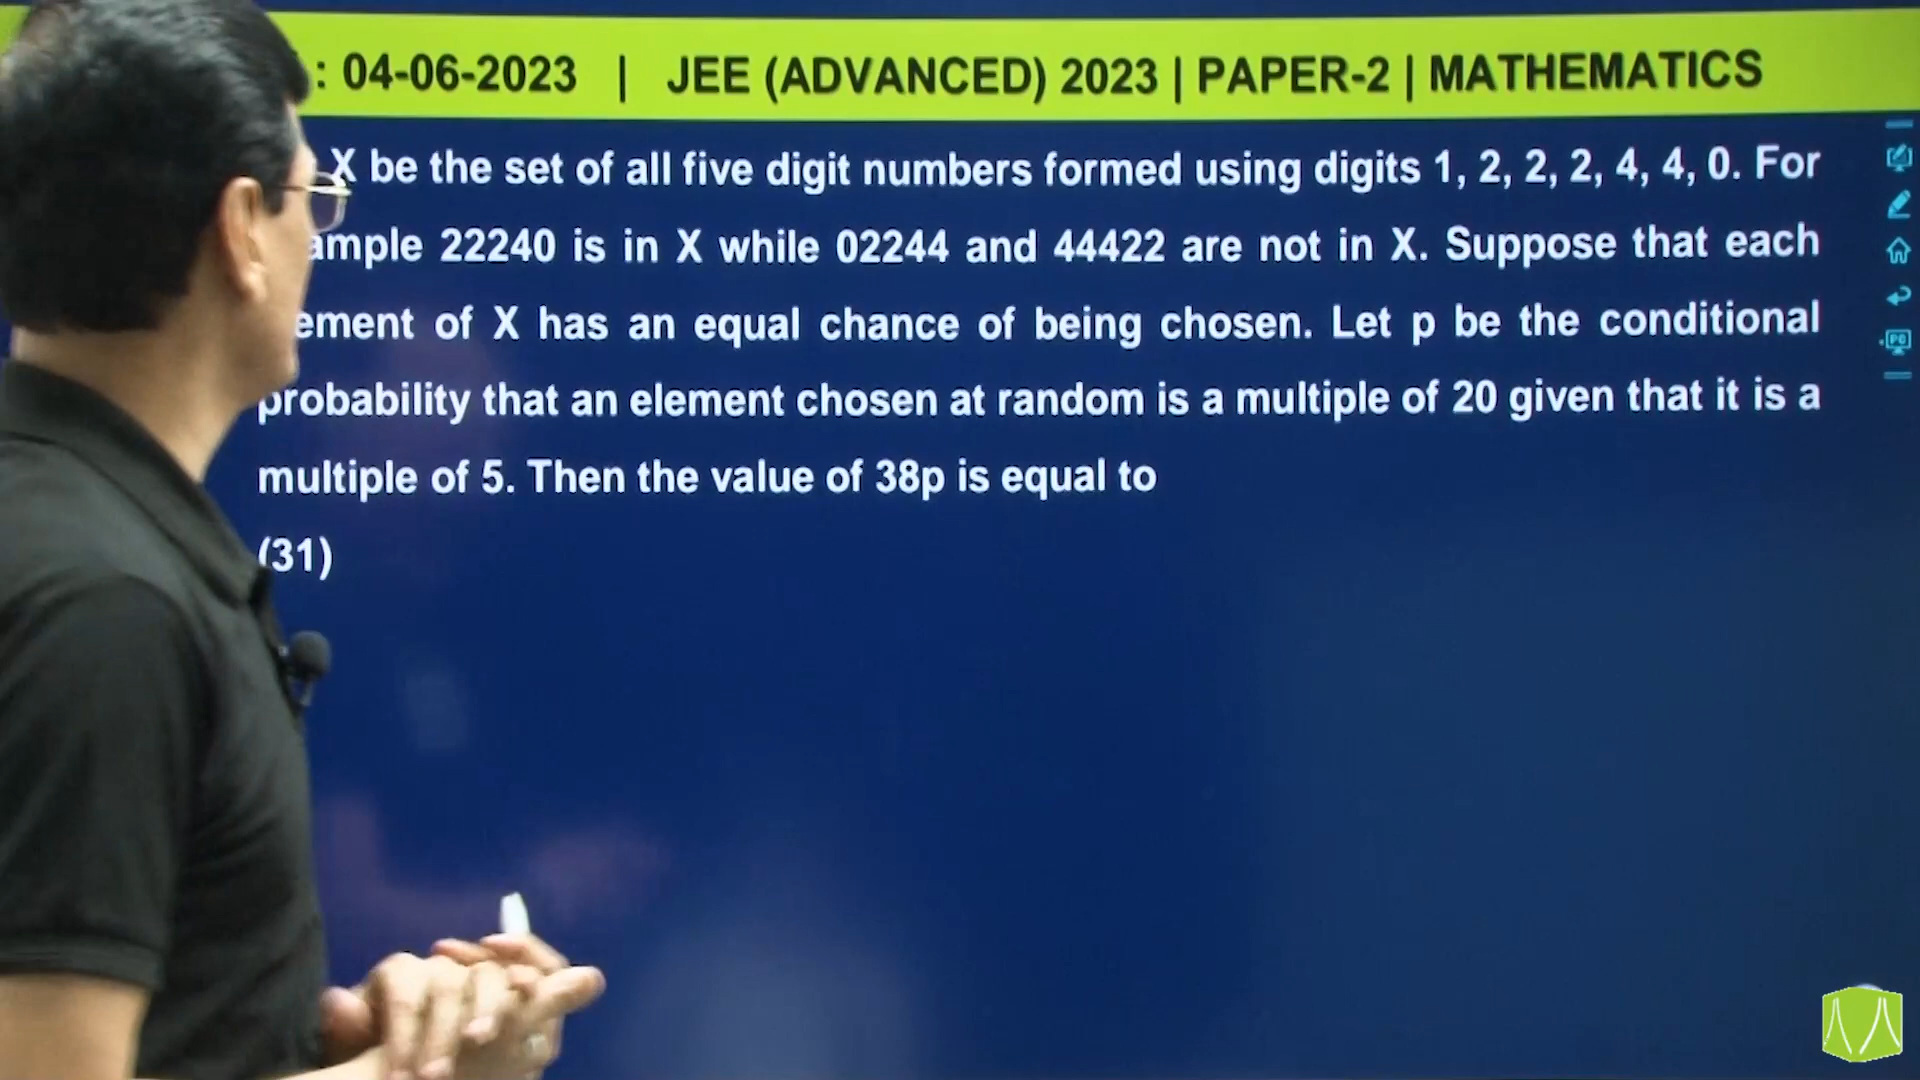 : 04-06-2023 | JEE (ADVANCED) 2023 | PAPER-2 | MATHEMATICS
X be the set of all five digit numbers formed using digits 1, 2, 2, 2, 4, 4, 0. For
ample 22240 is in X while 02244 and 44422 are not in X. Suppose that each
ement of X has an equal chance of being chosen. Let p be the conditional
probability that an element chosen at random is a multiple of 20 given that it is a
multiple of 5. Then the value of 38p is equal to
(31)
PC